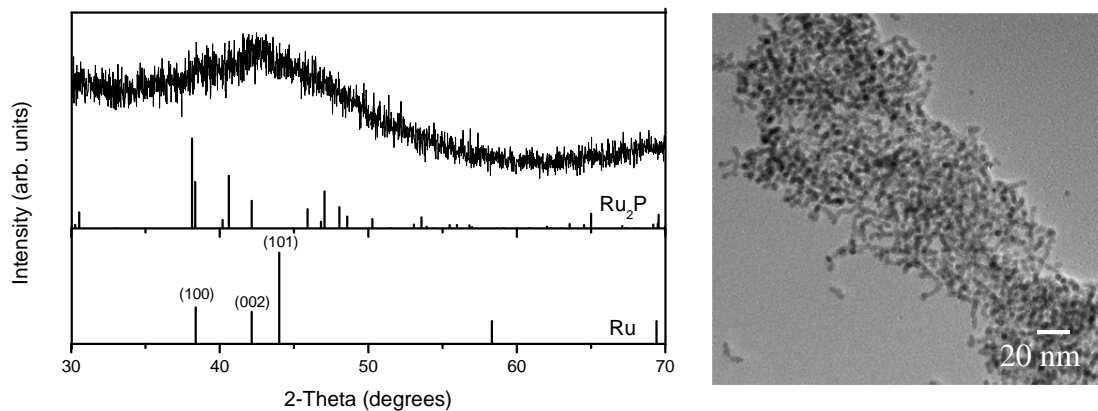 Intensity (arb. units)
Ru2P
(101)
(100)
(002)
Ru
30
40
50
60
70
2-Theta (degrees)
20 nm